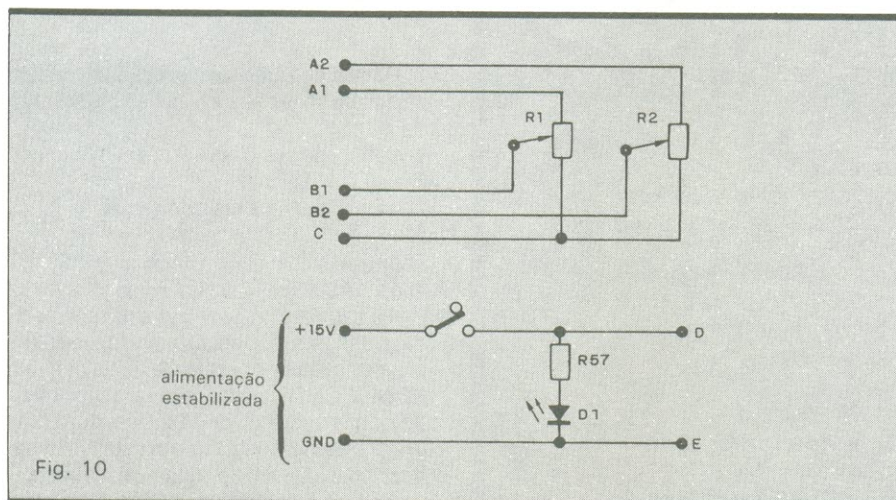 A2
A1
R1
R2
B1
B2
C
+15V
D
R57
alimentação
estabilizada
D1
GND
E
Fig. 10